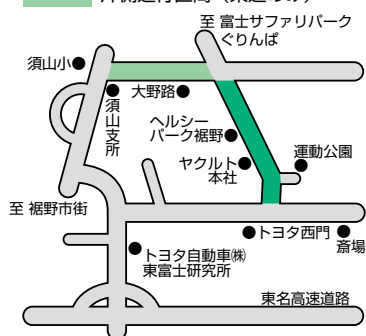 至 富士サファリパーク
ぐりんぱ
須山小
須山支所
大野路
ヘルシー
パーク裾野
ヤクルト
本社
運動公園
至 裾野市街
トヨタ西門
斎場
トヨタ自動車㈱
東富士研究所
東名高速道路